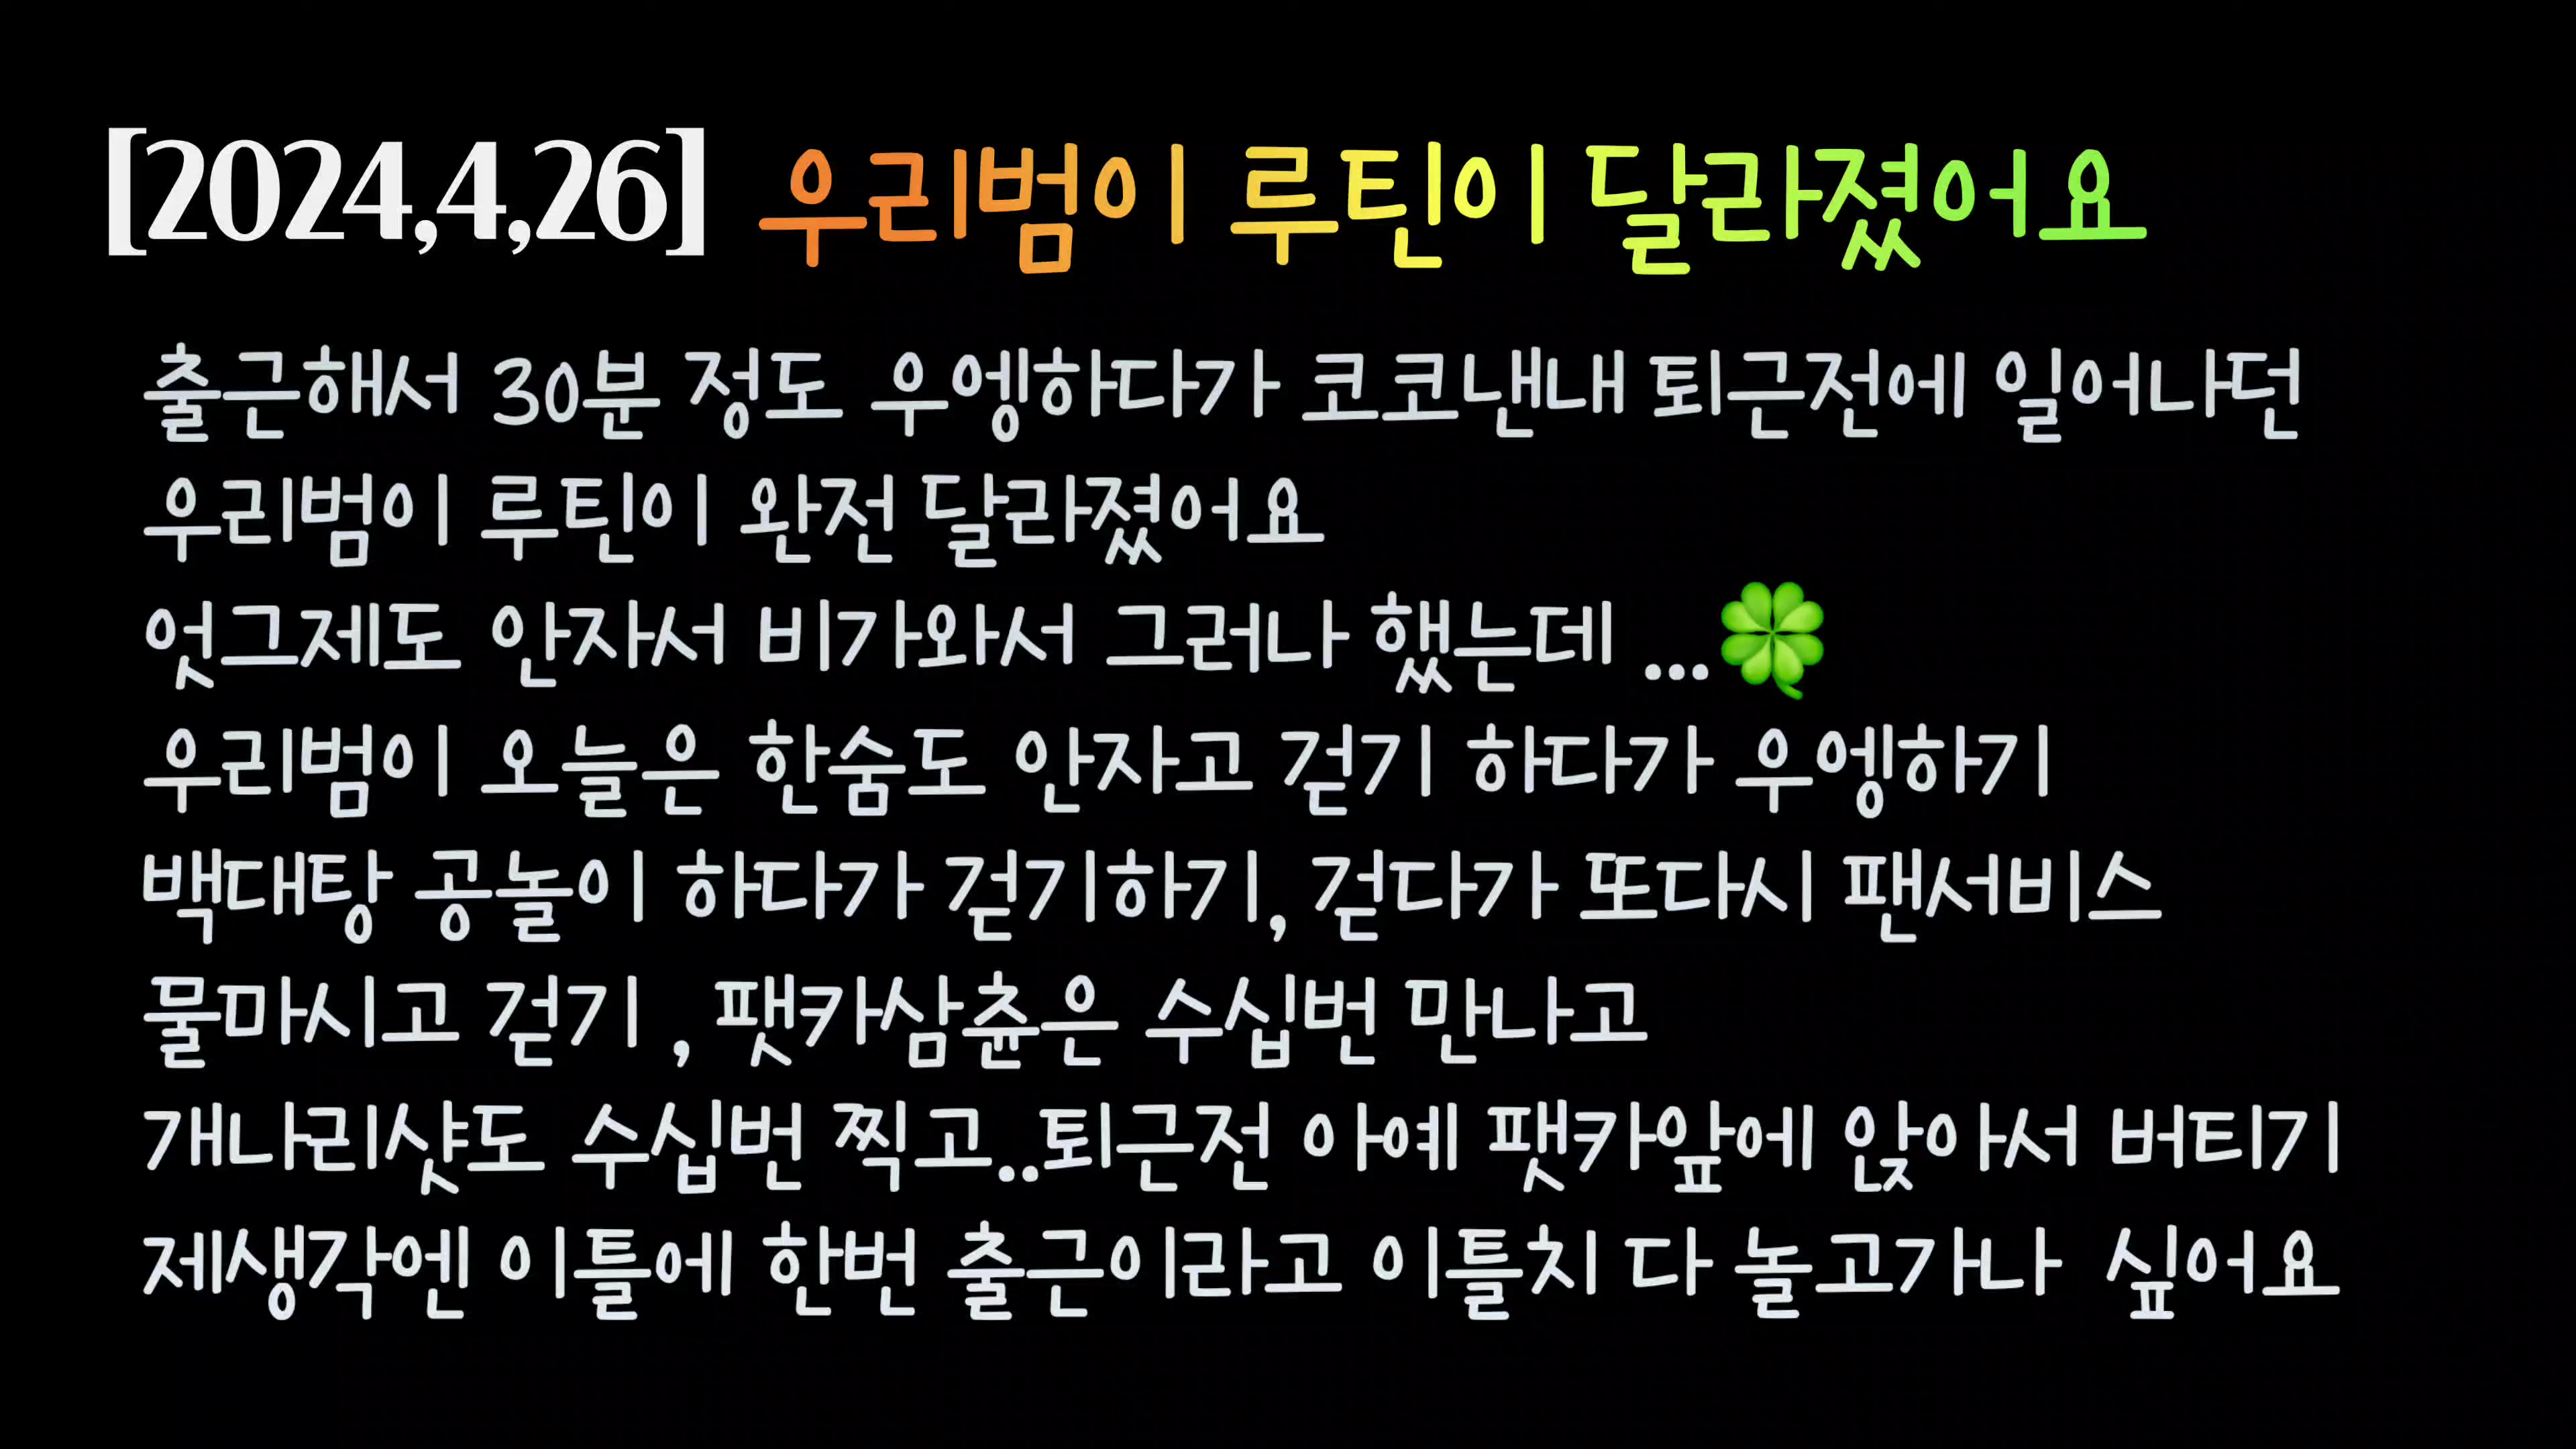 [2024,4,26] 우리범이 루틴이 달라졌어요
출근해서 30분 정도 우엥하다가 코코낸내 퇴근전에 일어나던
우리범이 루틴이 완전 달라졌어요
엇그제도 안자서 비가와서 그러나 했는데 ...🍀
우리범이 오늘은 한숨도 안자고 걷기 하다가 우엥하기
백대탕 공놀이 하다가 걷기하기, 걷다가 또다시 팬서비스
물마시고 걷기 , 팻카삼츈은 수십번 만나고
개나리샷도 수십번 찍고..퇴근전 아예 팻카앞에 앉아서 버티기
제생각엔 이틀에 한번 출근이라고 이틀치 다 놀고가나 싶어요